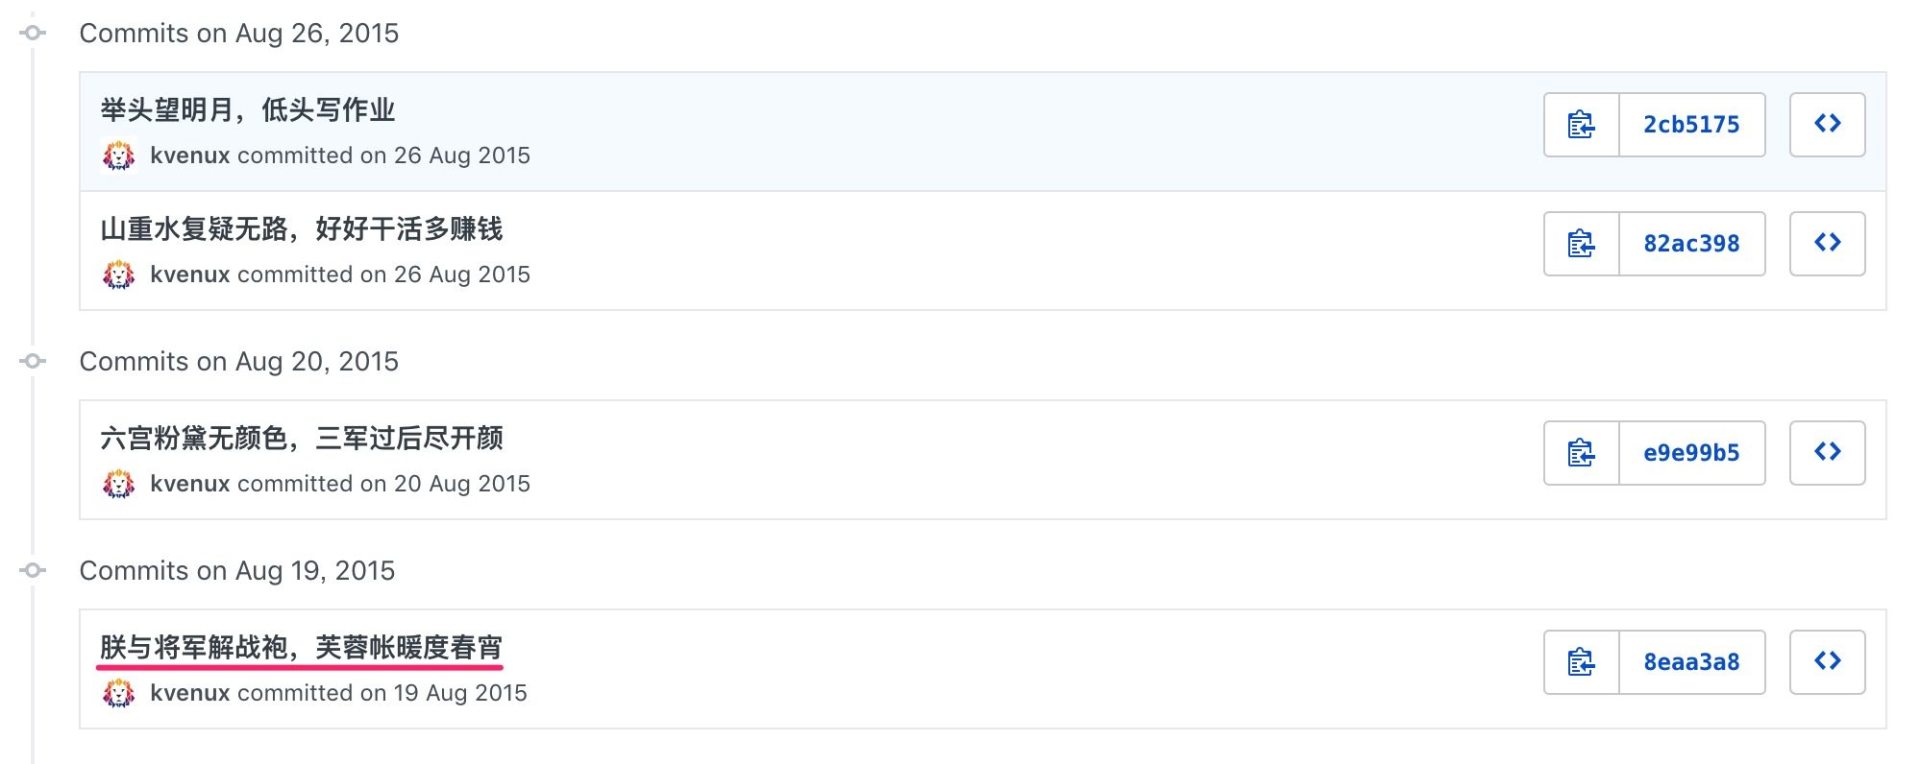 Commits on Aug 26, 2015
举头望明月，低头写作业
2cb5175
kvenux committed on 26 Aug 2015
山重水复疑无路，好好干活多赚钱
82ac398
kvenux committed on 26 Aug 2015
Commits on Aug 20, 2015
六宫粉黛无颜色，三军过后尽开颜
e9e99b5
kvenux committed on 20 Aug 2015
Commits on Aug 19, 2015
朕与将军解战袍，芙蓉帐暖度春宵
8eaa3a8
kvenux committed on 19 Aug 2015